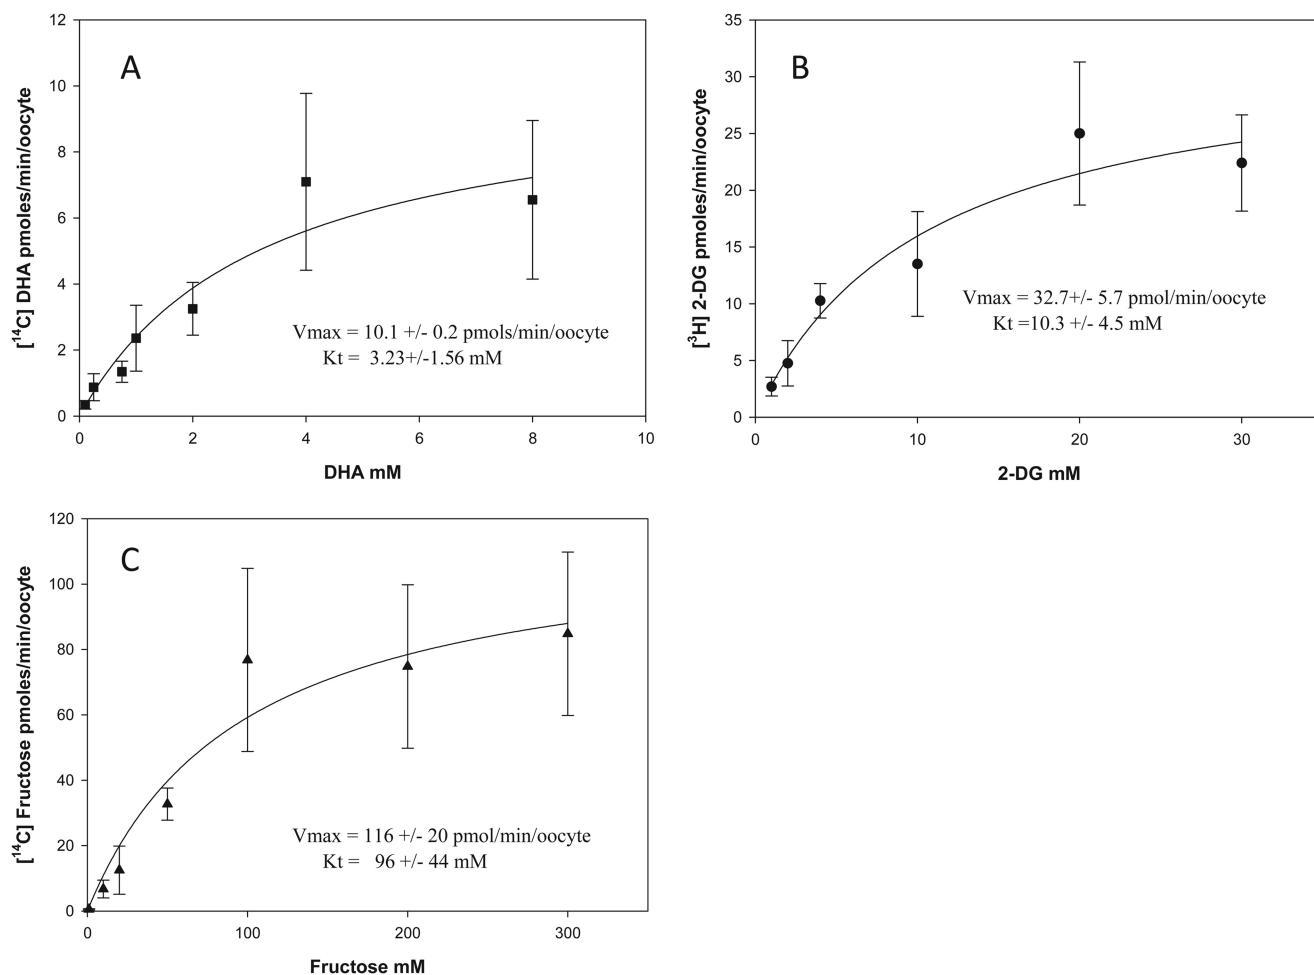 A
[14C] DHA pmoles/min/oocyte
12
10
8
6
4
2
0
Vmax = 10.1 +/- 0.2 pmols/min/oocyte
Kt = 3.23+/-1.56 mM
0 2 4 6 8 10
DHA mM
B
[3H] 2-DG pmoles/min/oocyte
35
30
25
20
15
10
5
0
Vmax = 32.7+/- 5.7 pmol/min/oocyte
Kt =10.3 +/- 4.5 mM
0 10 20 30
2-DG mM
C
[14C] Fructose pmoles/min/oocyte
120
100
80
60
40
20
0
Vmax = 116 +/- 20 pmol/min/oocyte
Kt = 96 +/- 44 mM
0 100 200 300
Fructose mM